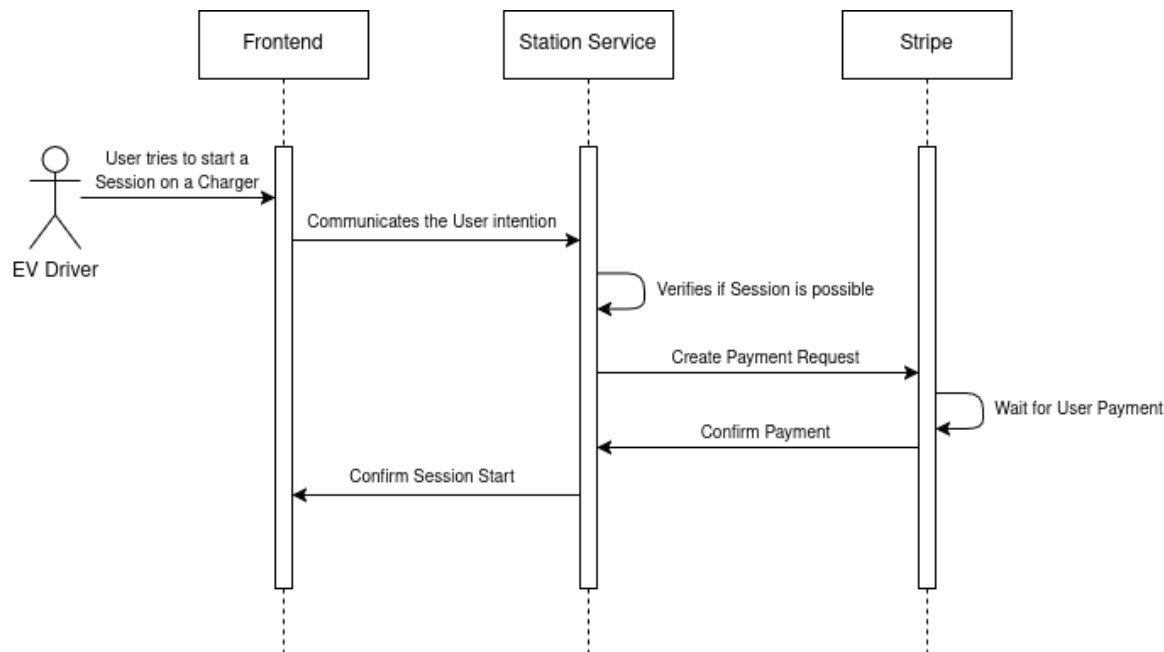 Frontend
Station Service
Stripe
User tries to start a
Session on a Charger
EV Driver
Communicates the User intention
Verifies if Session is possible
Create Payment Request
Wait for User Payment
Confirm Payment
Confirm Session Start